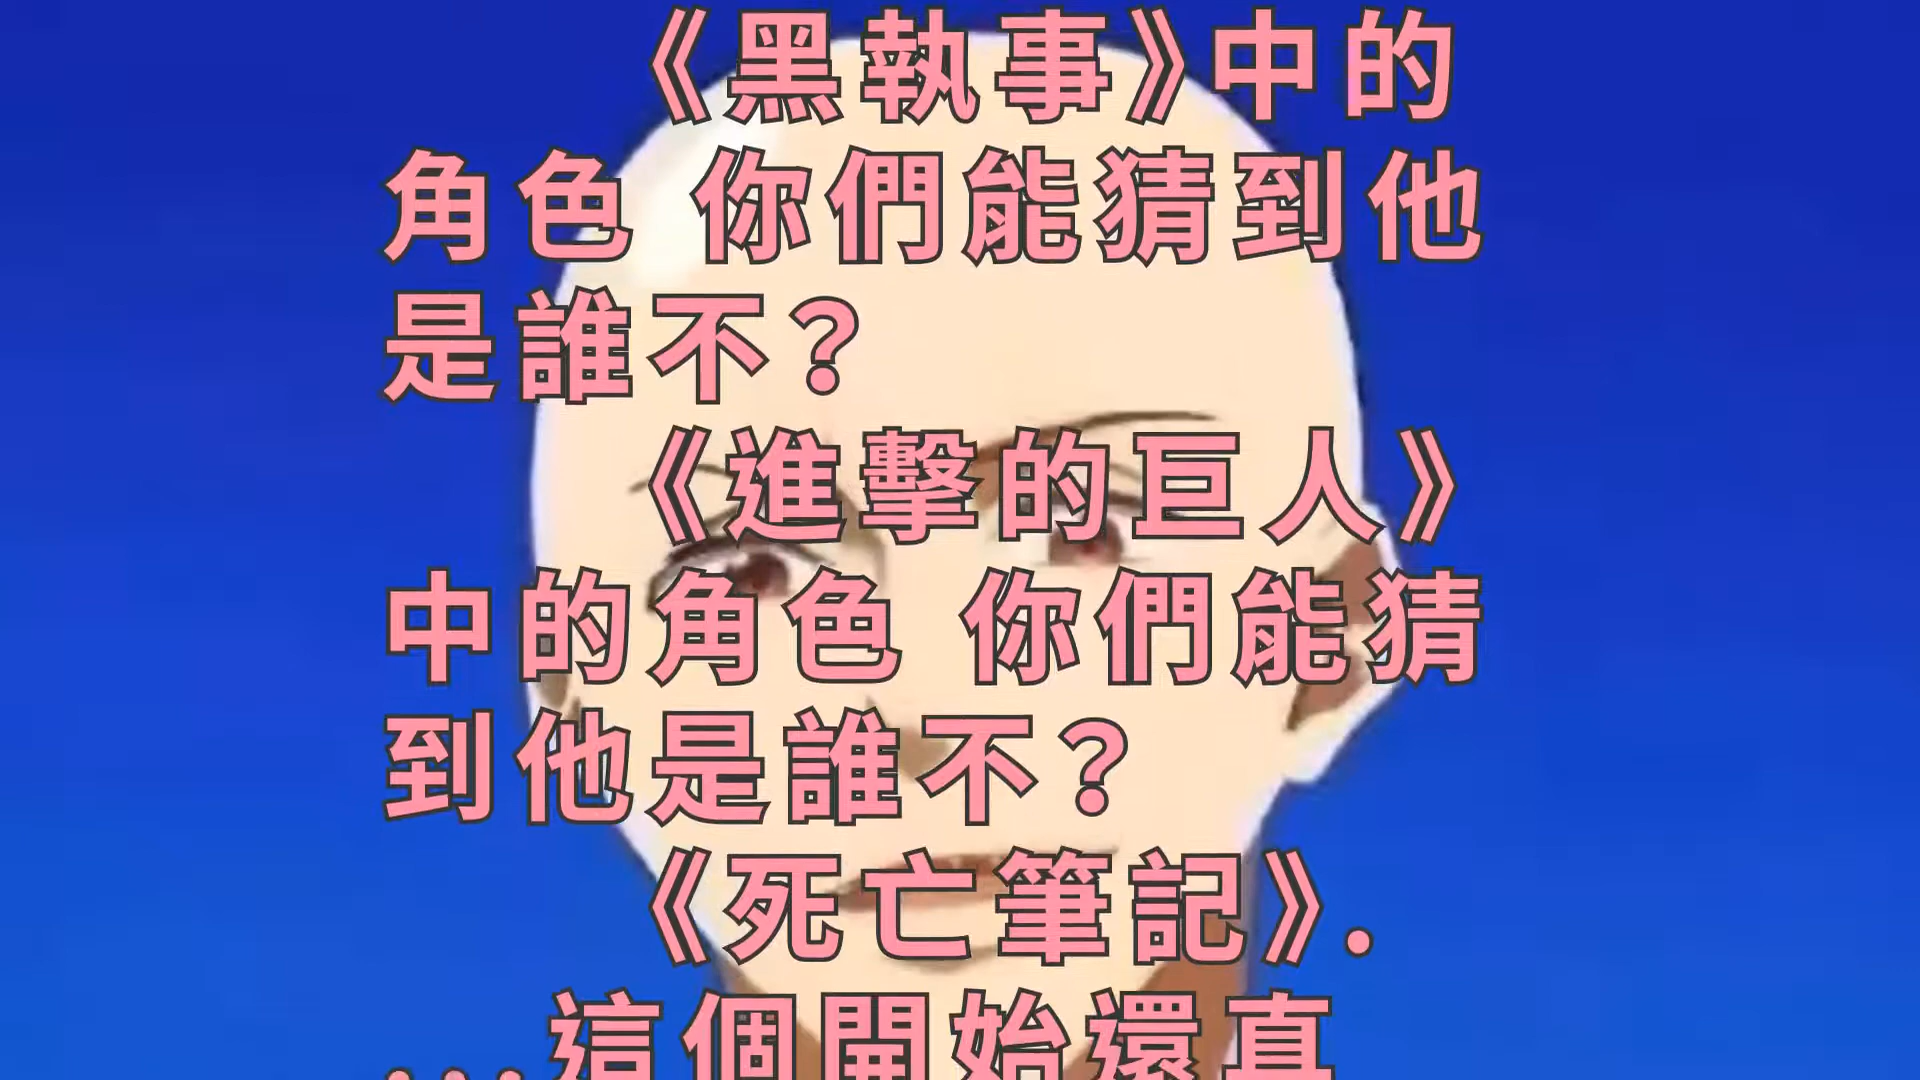 《黑執事》中的
角色 你們能猜到他
是誰不？
《進擊的巨人》
中的角色 你們能猜
到他是誰不？
《死亡筆記》.
...這個開始還真